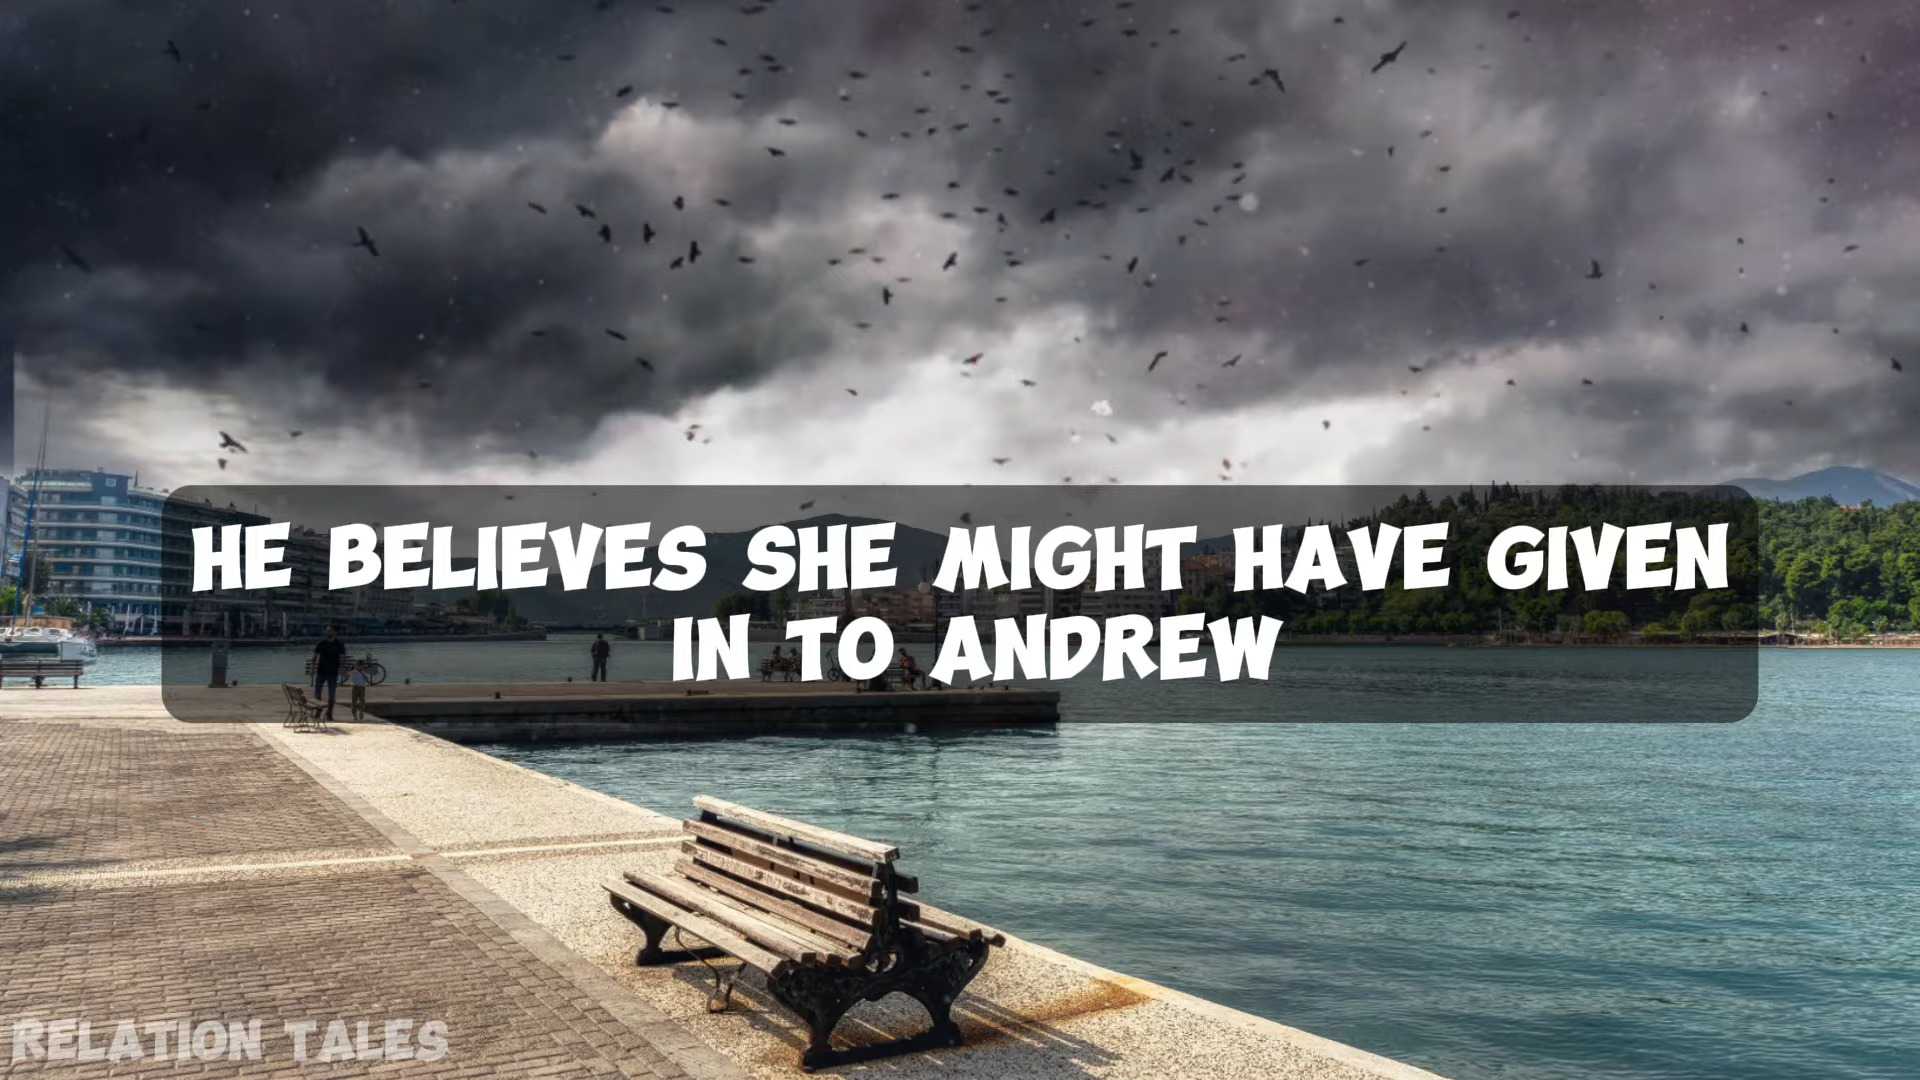 HE BELIEVES SHE MIGHT HAVE GIVEN
IN TO ANDREW
RELATION TALES